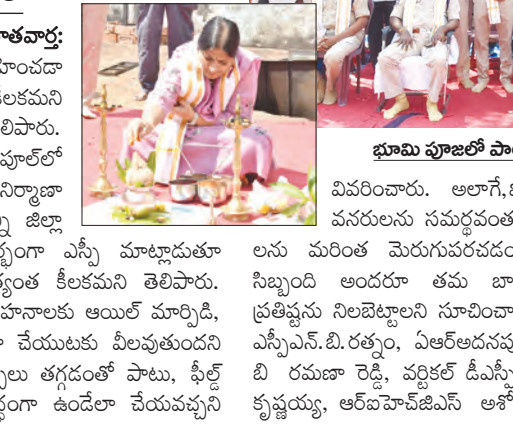 తవార్త:
కీలకమని
లిపారు.
పూల్‌లో
నిర్మాణా
జిల్లా
ర్భంగా ఎస్పీ మాట్లాడుతూ
త్యంత కీలకమని తెలిపారు.
హనాలకు ఆయిల్ మార్పిడి,
చేయుటకు వీలవుతుందని
తగ్గడంతో పాటు, ఫీల్డ్
ద్ధంగా ఉండేలా చేయవచ్చని
భూమి పూజలో పా
వివరించారు. అలాగే,
వనరులను సమర్థవంత
లను మరింత మెరుగుపరచడం
సిబ్బంది అందరూ తమ బా
ప్రతిష్టను నిలబెట్టాలని సూచించా
ఎస్పీఎన్.బి.రత్నం, ఏఆర్అదనపు
బి రమణా రెడ్డి, వర్టికల్ డీఎస్పీ
కృష్ణయ్య, ఆర్ఐహెచ్‌జిఎస్ అశో